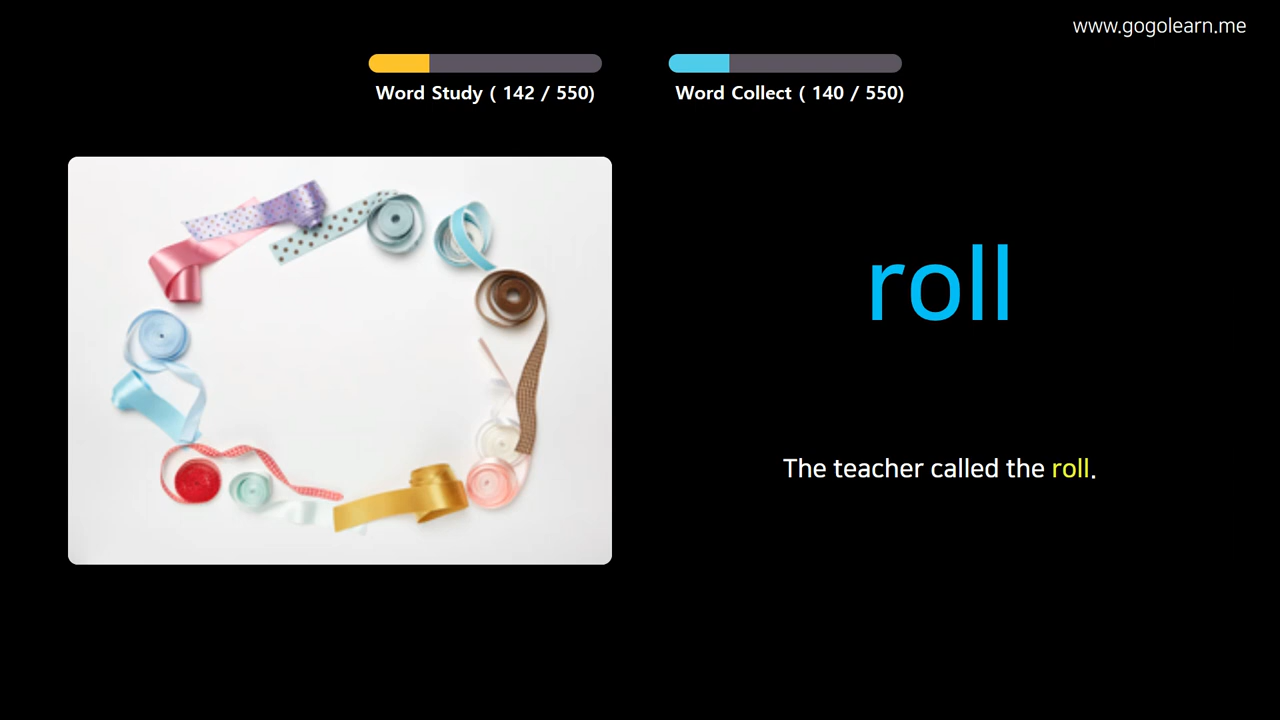 www.gogolearn.me
Word Study ( 142 / 550)
Word Collect ( 140 / 550)
roll
The teacher called the roll.